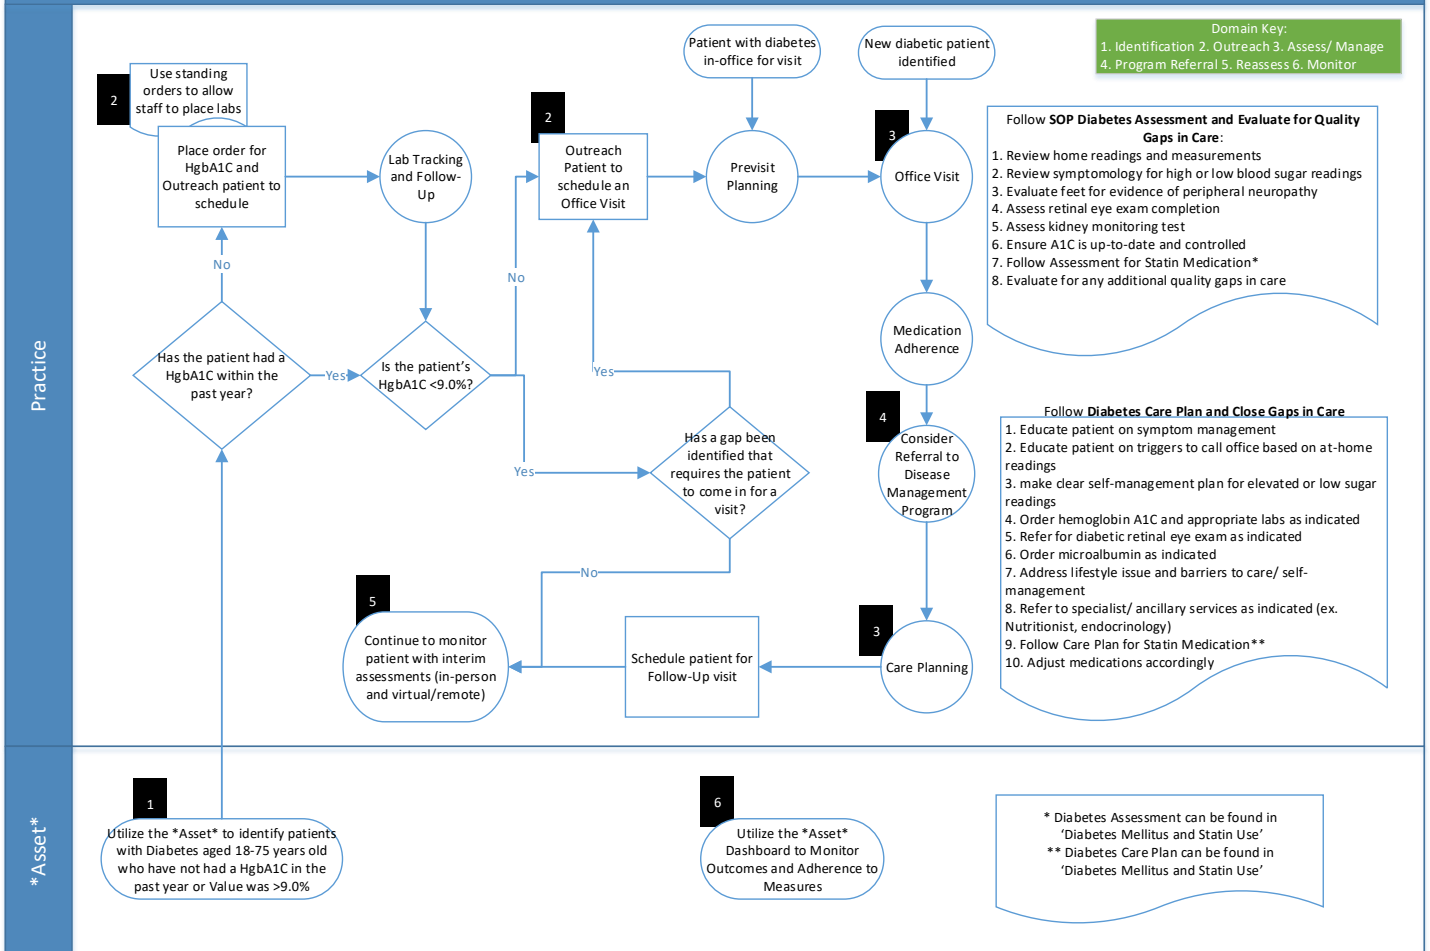 Practice
*Asset*
Domain Key:
1. Identification 2. Outreach 3. Assess/ Manage
4. Program Referral 5. Reassess 6. Monitor
2
Use standing
orders to allow
staff to place labs
Place order for
HgbA1C and
Outreach patient to
schedule
Lab Tracking
and Follow-
Up
2
Outreach
Patient to
schedule an
Office Visit
Patient with diabetes
in-office for visit
Previsit
Planning
New diabetic patient
identified
3
Office Visit
Follow SOP Diabetes Assessment and Evaluate for Quality
Gaps in Care:
1. Review home readings and measurements
2. Review symptomology for high or low blood sugar readings
3. Evaluate feet for evidence of peripheral neuropathy
4. Assess retinal eye exam completion
5. Assess kidney monitoring test
6. Ensure A1C is up-to-date and controlled
7. Follow Assessment for Statin Medication*
8. Evaluate for any additional quality gaps in care
No
No
Has the patient had a
HgbA1C within the
past year?
Yes
Is the patient's
HgbA1C <9.0%?
Yes
Yes
Has a gap been
identified that
requires the patient
to come in for a
visit?
No
Medication
Adherence
4
Consider
Referral to
Disease
Management
Program
Follow Diabetes Care Plan and Close Gaps in Care
1. Educate patient on symptom management
2. Educate patient on triggers to call office based on at-home
readings
3. make clear self-management plan for elevated or low sugar
readings
4. Order hemoglobin A1C and appropriate labs as indicated
5. Refer for diabetic retinal eye exam as indicated
6. Order microalbumin as indicated
7. Address lifestyle issue and barriers to care/ self-
management
8. Refer to specialist/ ancillary services as indicated (ex.
Nutritionist, endocrinology)
9. Follow Care Plan for Statin Medication**
10. Adjust medications accordingly
5
Continue to monitor
patient with interim
assessments (in-person
and virtual/remote)
Schedule patient for
Follow-Up visit
3
Care Planning
1
Utilize the *Asset* to identify patients
with Diabetes aged 18-75 years old
who have not had a HgbA1C in the
past year or Value was >9.0%
6
Utilize the *Asset*
Dashboard to Monitor
Outcomes and Adherence to
Measures
* Diabetes Assessment can be found in
‘Diabetes Mellitus and Statin Use’
** Diabetes Care Plan can be found in
‘Diabetes Mellitus and Statin Use’